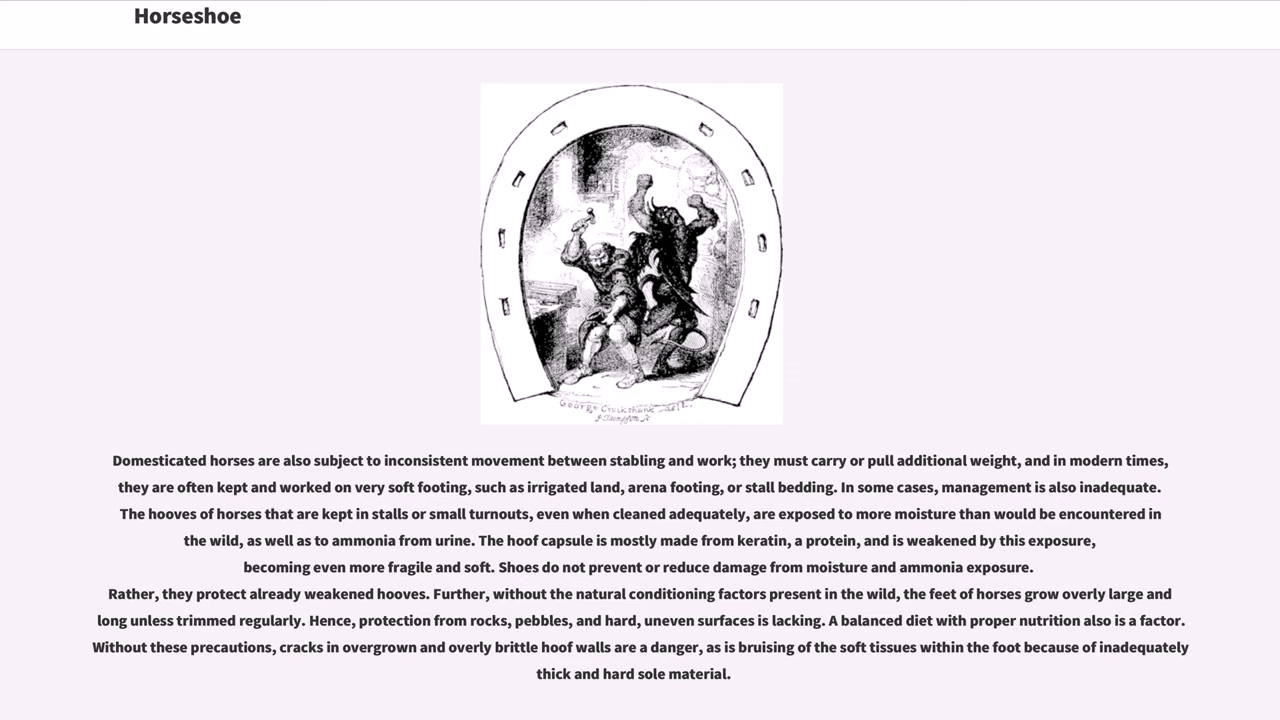 Horseshoe
George Cruikshank delt.
Domesticated horses are also subject to inconsistent movement between stabling and work; they must carry or pull additional weight, and in modern times,
they are often kept and worked on very soft footing, such as irrigated land, arena footing, or stall bedding. In some cases, management is also inadequate.
The hooves of horses that are kept in stalls or small turnouts, even when cleaned adequately, are exposed to more moisture than would be encountered in
the wild, as well as to ammonia from urine. The hoof capsule is mostly made from keratin, a protein, and is weakened by this exposure,
becoming even more fragile and soft. Shoes do not prevent or reduce damage from moisture and ammonia exposure.
Rather, they protect already weakened hooves. Further, without the natural conditioning factors present in the wild, the feet of horses grow overly large and
long unless trimmed regularly. Hence, protection from rocks, pebbles, and hard, uneven surfaces is lacking. A balanced diet with proper nutrition also is a factor.
Without these precautions, cracks in overgrown and overly brittle hoof walls are a danger, as is bruising of the soft tissues within the foot because of inadequately
thick and hard sole material.